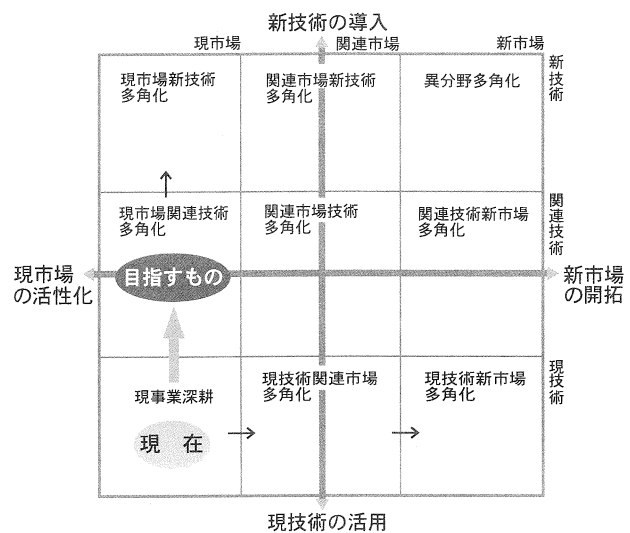 新技術の導入
現市場
関連市場
新市場
現市場新技術
多角化
関連市場新技術
多角化
異分野多角化
新技術
現市場関連技術
多角化
関連市場技術
多角化
関連技術新市場
多角化
関連技術
現市場
の活性化
目指すもの
新市場
の開拓
現事業深耕
現 在
現技術関連市場
多角化
現技術新市場
多角化
現技術
現技術の活用